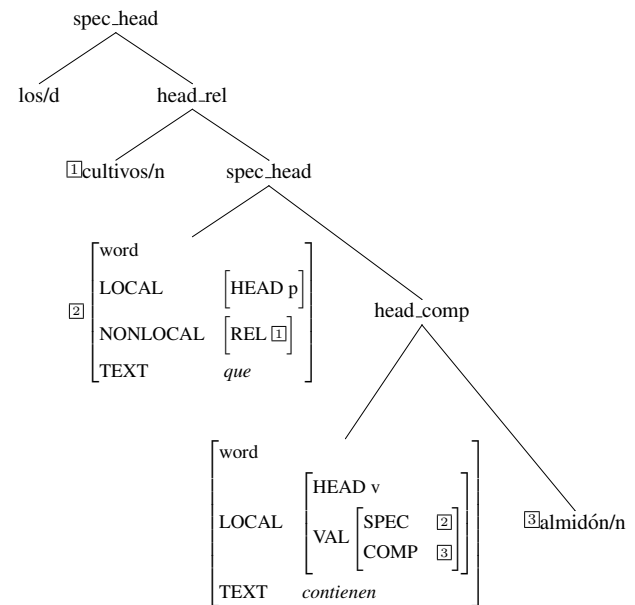 spec_head
los/d head_rel
1cultivos/n spec_head
2 word
LOCAL HEAD p
NONLOCAL REL 1
TEXT que
head_comp
word
LOCAL HEAD v
VAL SPEC 2
COMP 3
TEXT contienen
3almidón/n